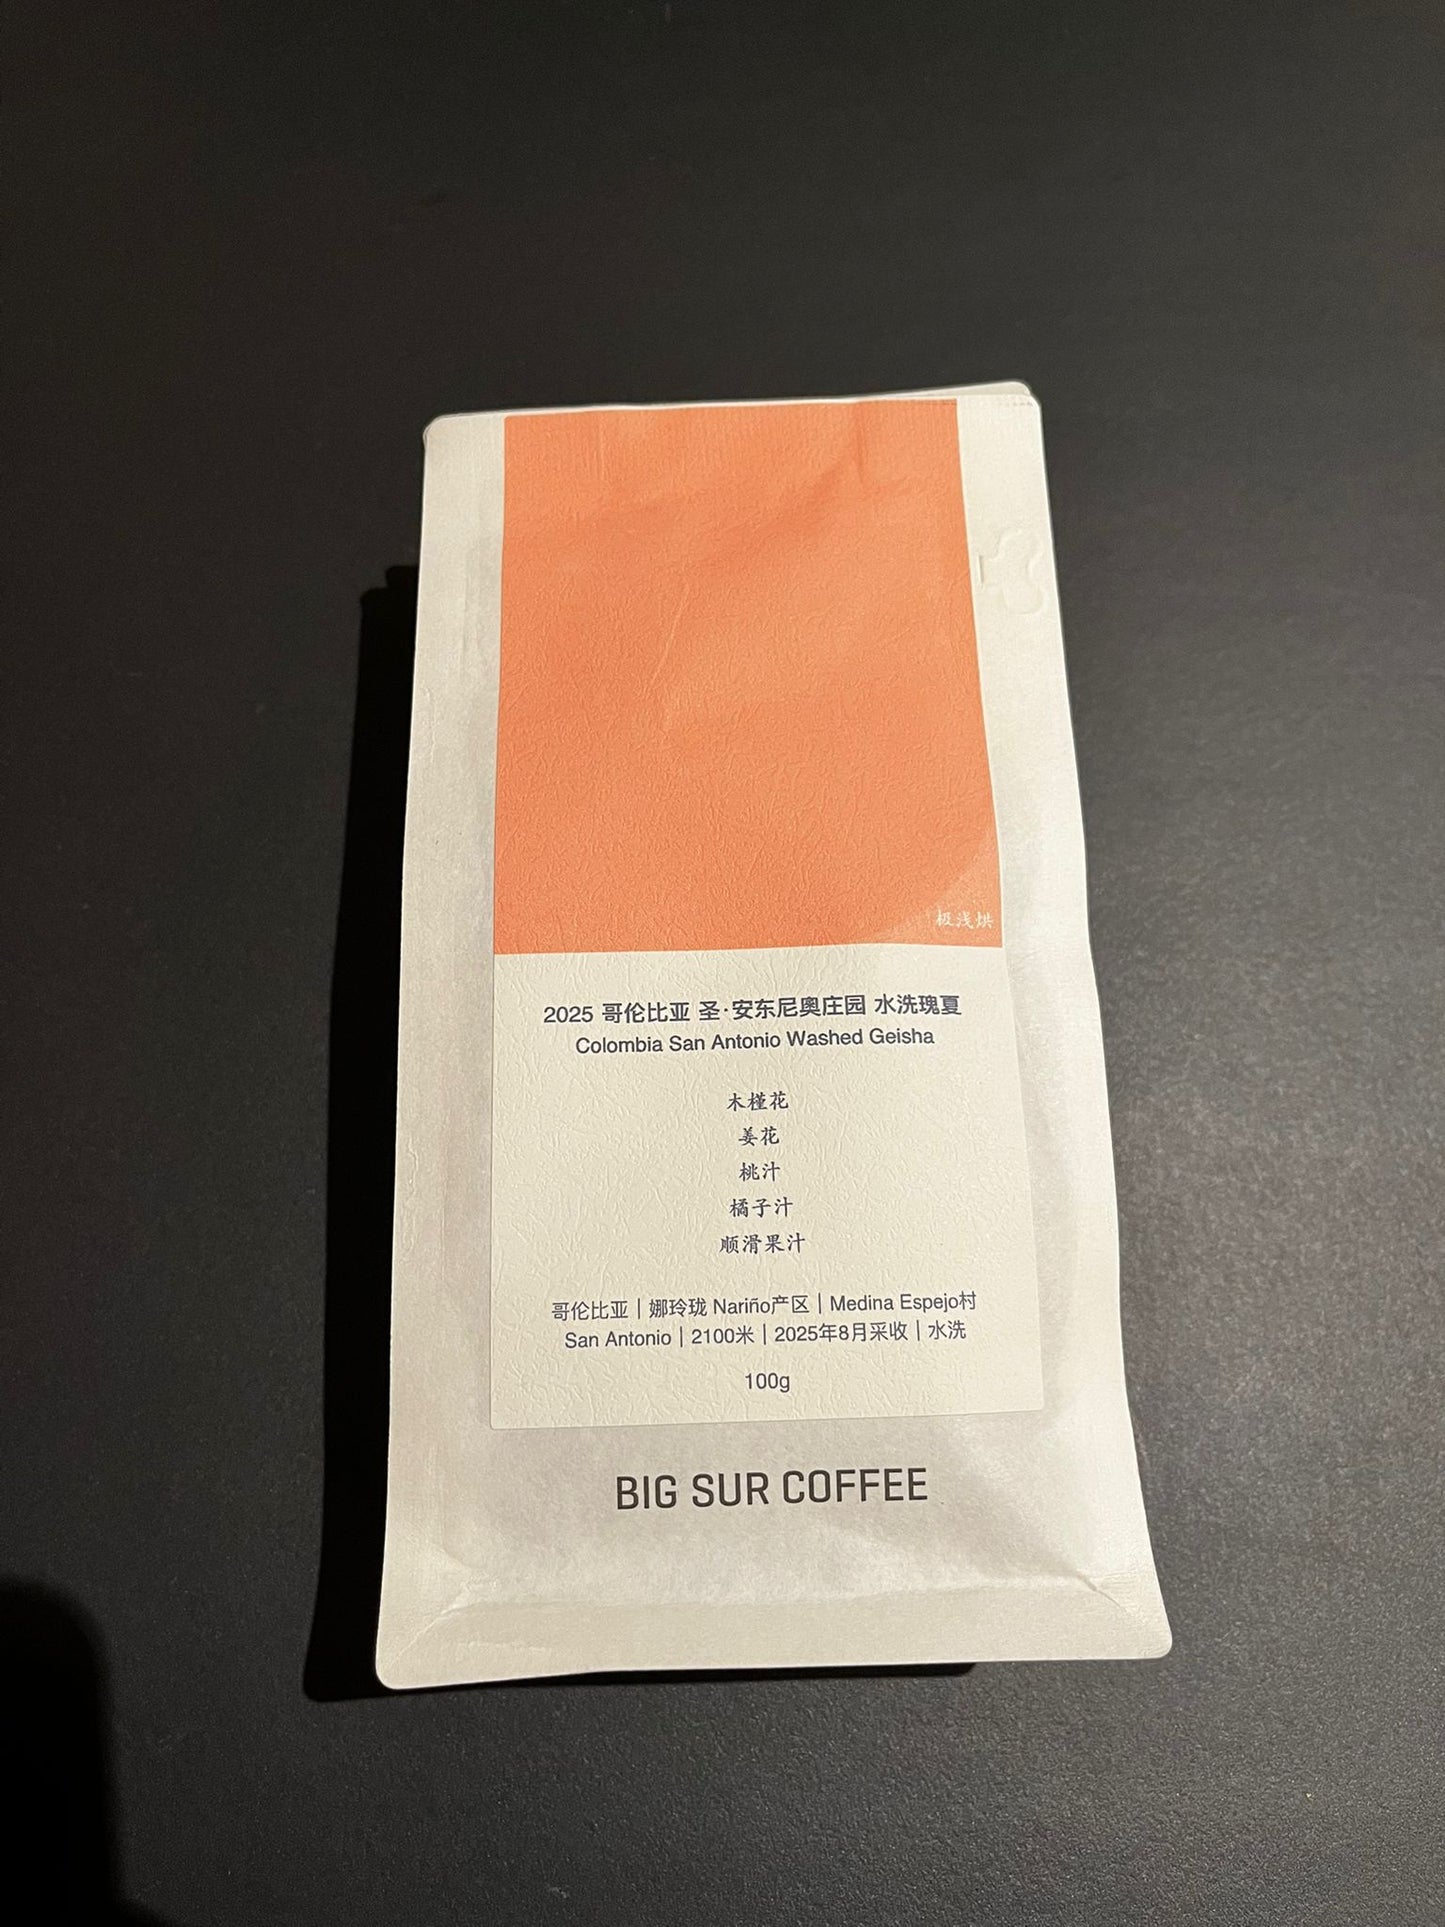 极浅烘
2025 哥伦比亚 圣·安东尼奥庄园 水洗瑰夏
Colombia San Antonio Washed Geisha
木槿花
姜花
桃汁
橘子汁
顺滑果汁
哥伦比亚｜娜玲珑 Nariño产区｜Medina Espejo村
San Antonio｜2100米｜2025年8月采收｜水洗
100g
BIG SUR COFFEE